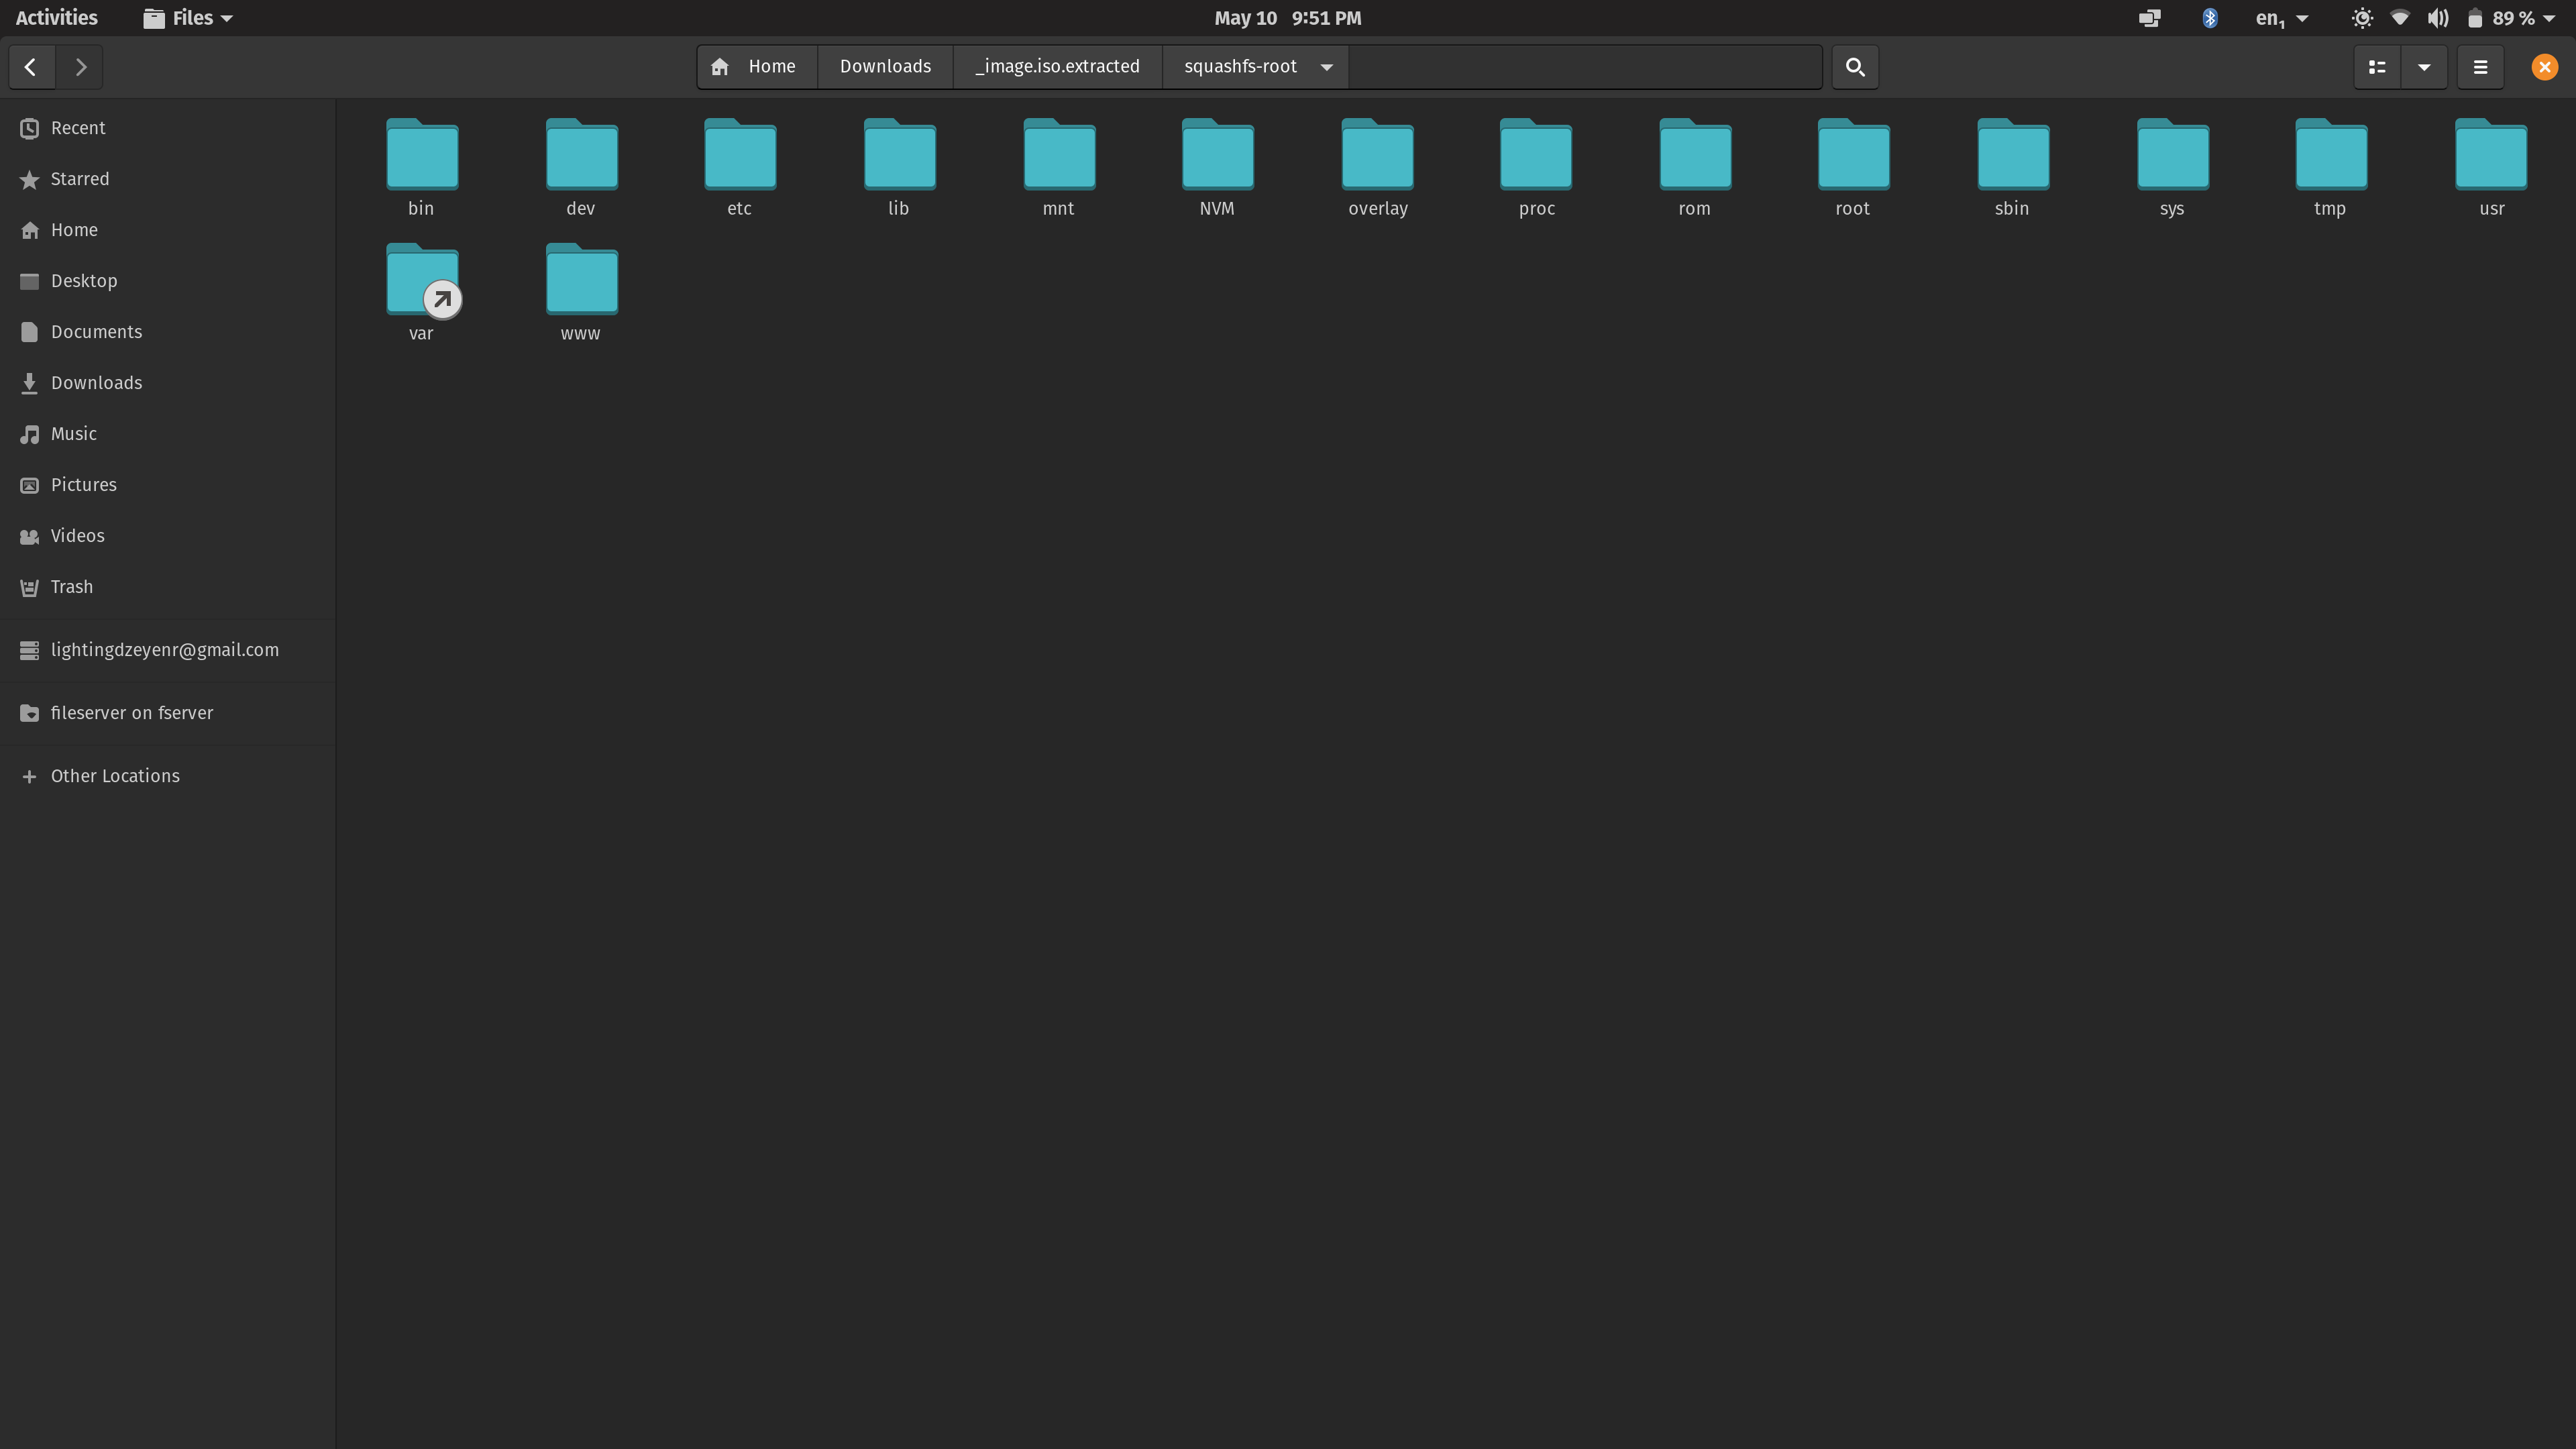 Activities Files May 10 9:51 PM en1 89 %
Home Downloads _image.iso.extracted squashfs-root
Recent
Starred
Home
Desktop
Documents
Downloads
Music
Pictures
Videos
Trash
lightingdzeyenr@gmail.com
fileserver on fserver
Other Locations
bin dev etc lib mnt NVM overlay proc rom root sbin sys tmp usr
var www